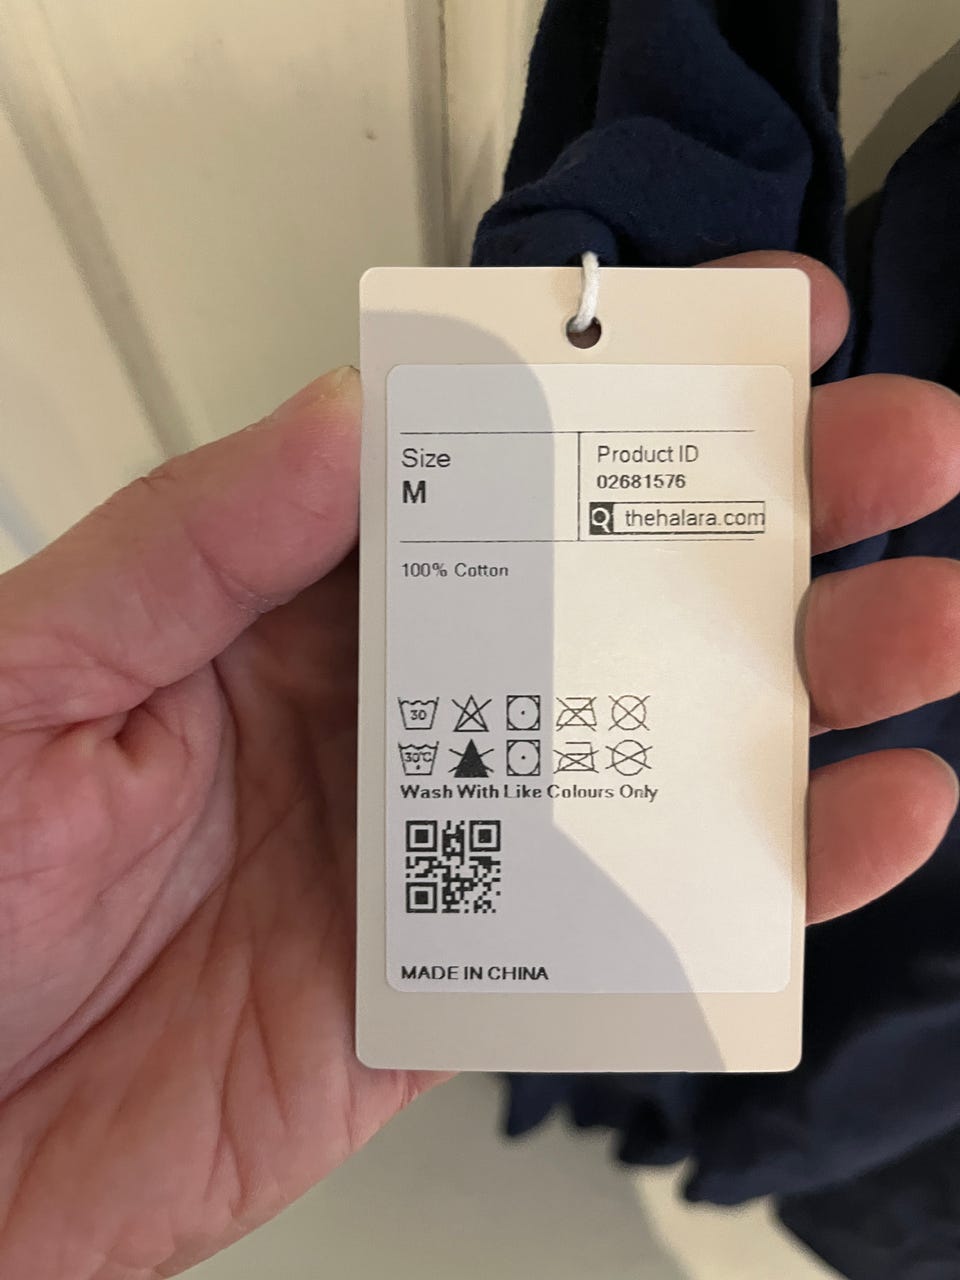 Size
M
Product ID
02681576
thehalara.com
100% Cotton
30
30°C
Wash With Like Colours Only
MADE IN CHINA